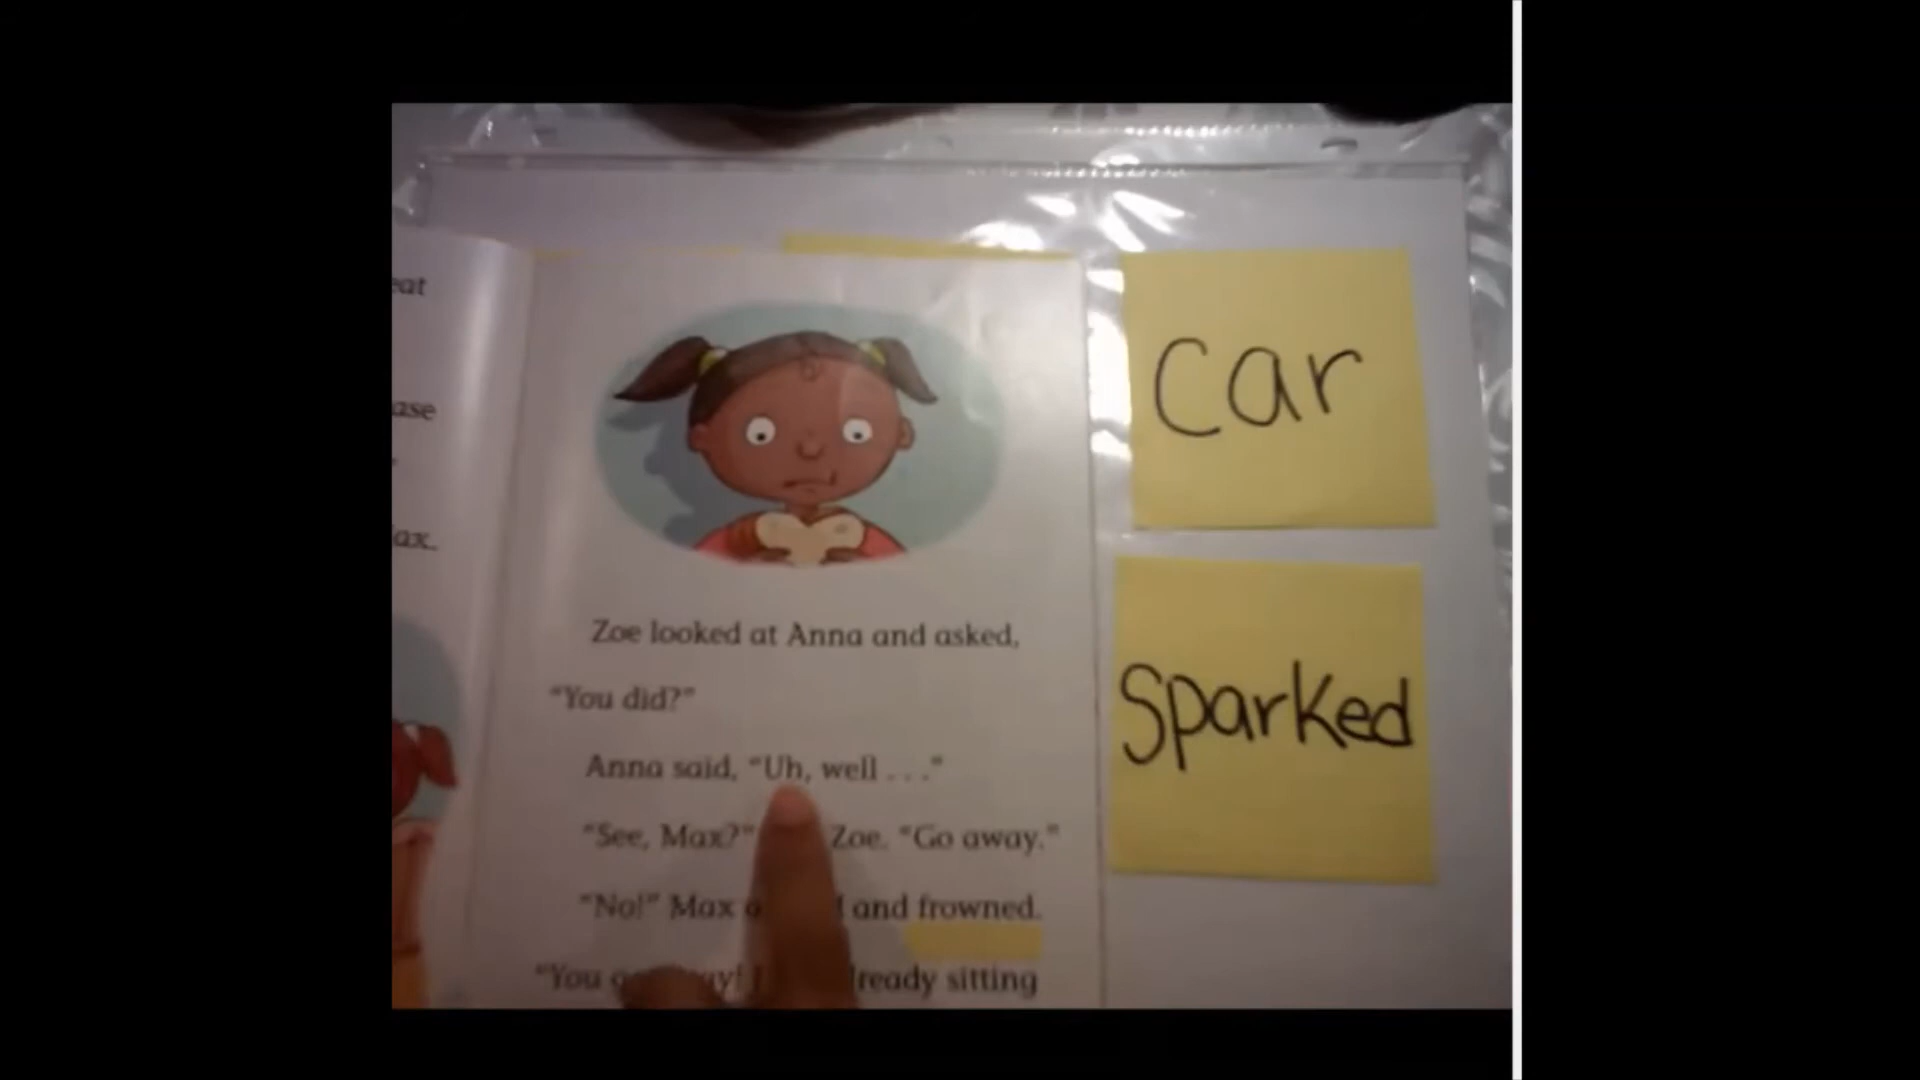 eat
ase
ax.
Zoe looked at Anna and asked,
"You did?"
Anna said, "Uh, well . . ."
"See, Max?" Zoe. "Go away."
"No!" Max and frowned.
"You already sitting
car
sparked